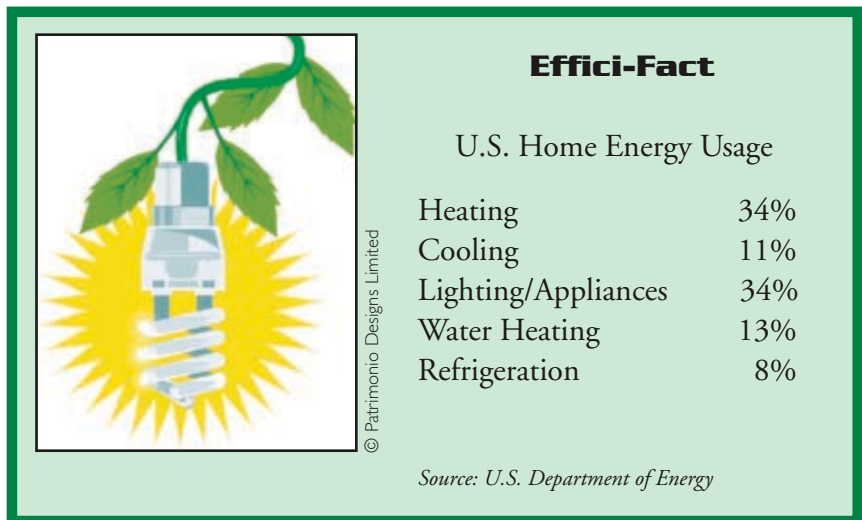 Effici-Fact
U.S. Home Energy Usage
Heating 34%
Cooling 11%
Lighting/Appliances 34%
Water Heating 13%
Refrigeration 8%
Source: U.S. Department of Energy
© Patrimonio Designs Limited